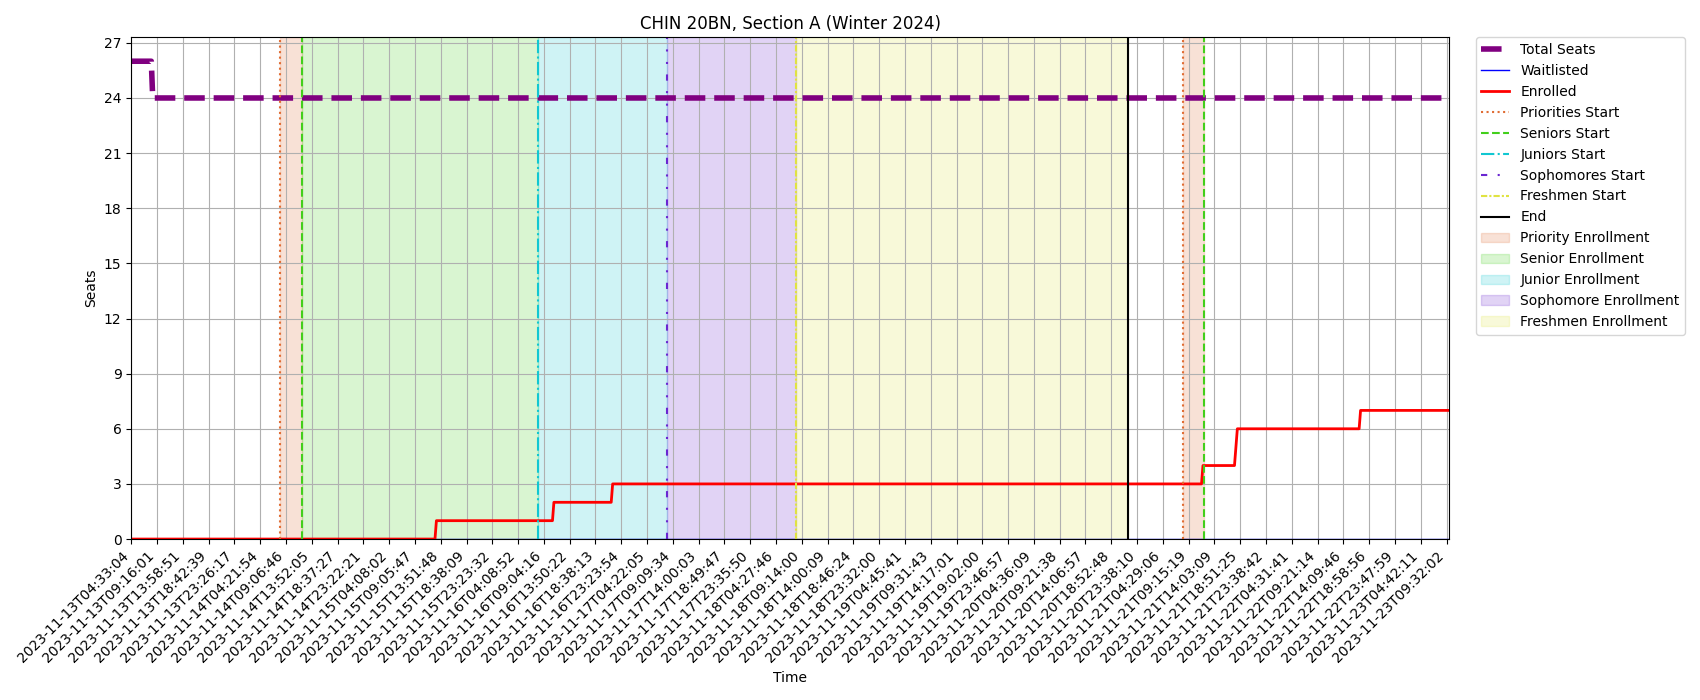 CHIN 20BN, Section A (Winter 2024)
27
24
21
18
15
12
9
6
3
0
Seats
2023-11-13T04:33:04
2023-11-13T09:16:01
2023-11-13T13:58:51
2023-11-13T18:42:39
2023-11-13T23:26:17
2023-11-14T04:21:54
2023-11-14T09:06:46
2023-11-14T13:52:05
2023-11-14T18:37:27
2023-11-14T23:22:21
2023-11-15T04:08:02
2023-11-15T09:05:47
2023-11-15T13:51:48
2023-11-15T18:38:09
2023-11-15T23:23:32
2023-11-16T04:08:52
2023-11-16T09:04:16
2023-11-16T13:50:22
2023-11-16T18:38:13
2023-11-16T23:23:54
2023-11-17T04:22:05
2023-11-17T09:09:34
2023-11-17T14:00:03
2023-11-17T18:49:47
2023-11-17T23:35:50
2023-11-18T04:27:46
2023-11-18T09:14:00
2023-11-18T14:00:09
2023-11-18T18:46:24
2023-11-18T23:32:00
2023-11-19T04:45:41
2023-11-19T09:31:43
2023-11-19T14:17:01
2023-11-19T19:02:00
2023-11-19T23:46:57
2023-11-20T04:36:09
2023-11-20T09:21:38
2023-11-20T14:06:57
2023-11-20T18:52:48
2023-11-20T23:38:10
2023-11-21T04:29:06
2023-11-21T09:15:19
2023-11-21T14:03:09
2023-11-21T18:51:25
2023-11-21T23:38:42
2023-11-22T04:31:41
2023-11-22T09:21:14
2023-11-22T14:09:46
2023-11-22T18:58:56
2023-11-22T23:47:59
2023-11-23T04:42:11
2023-11-23T09:32:02
Time
Total Seats
Waitlisted
Enrolled
Priorities Start
Seniors Start
Juniors Start
Sophomores Start
Freshmen Start
End
Priority Enrollment
Senior Enrollment
Junior Enrollment
Sophomore Enrollment
Freshmen Enrollment